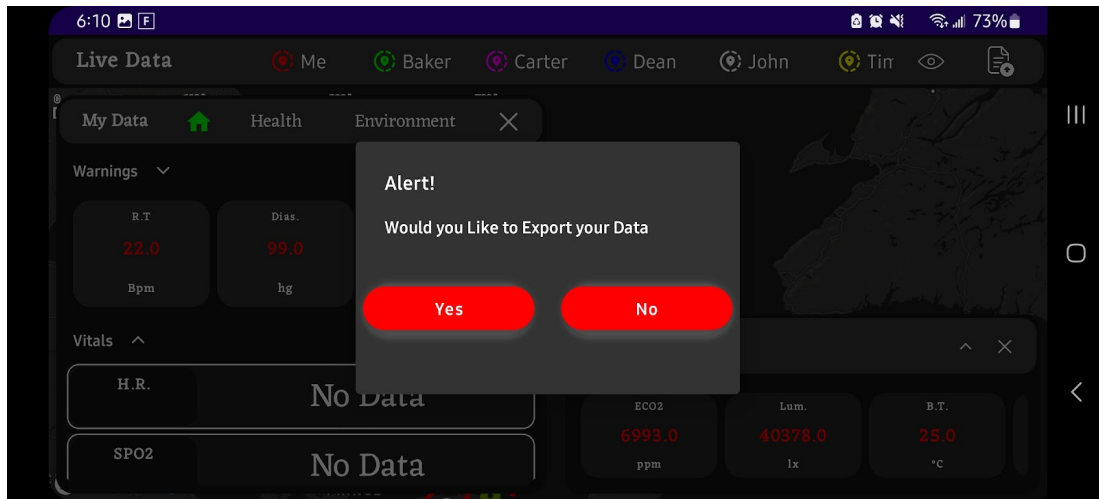 6:10 F 73%
Live Data Me Baker Carter Dean John Tim
My Data Health Environment
Warnings
R.T Dias.
22.0 99.0
Bpm hg
Alert!
Would you Like to Export your Data
Yes No
Vitals
H.R. No Data
SPO2 No Data
ECO2 Lum. B.T.
6993.0 40378.0 25.0
ppm lx °C